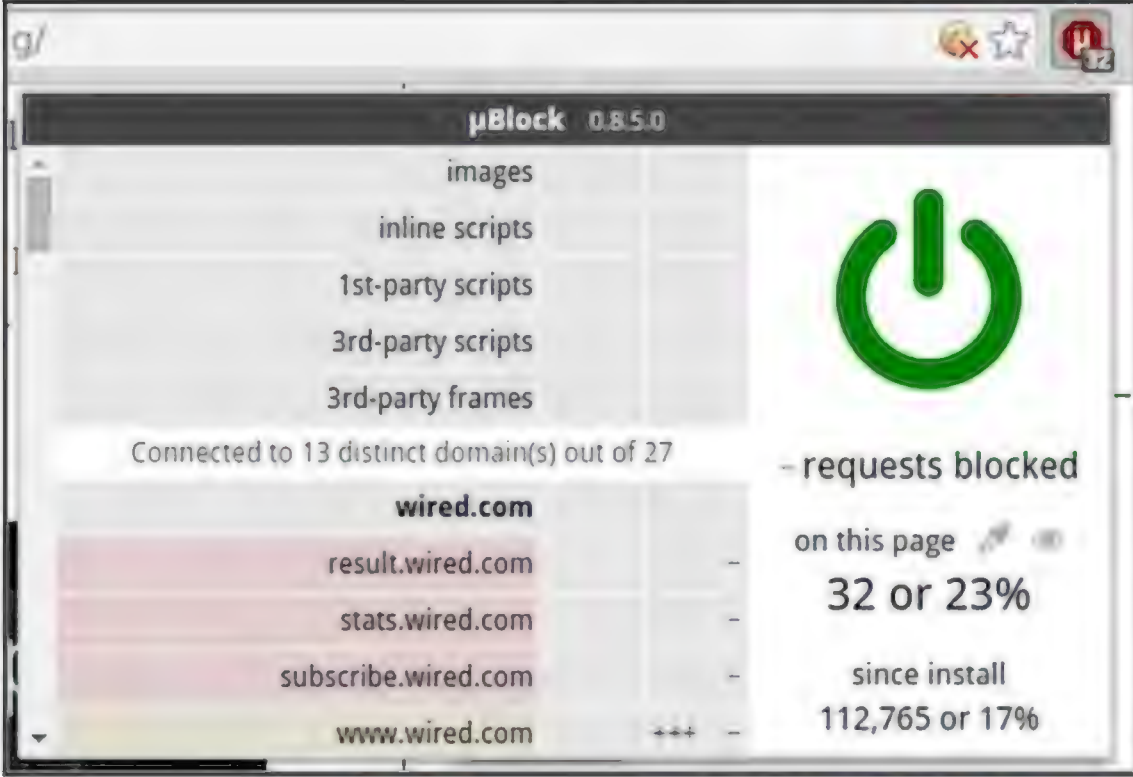 g/
µ
µBlock 0.8.5.0
images
inline scripts
1st-party scripts
3rd-party scripts
3rd-party frames
Connected to 13 distinct domain(s) out of 27
wired.com
result.wired.com –
stats.wired.com –
subscribe.wired.com –
www.wired.com +++ –
– requests blocked
on this page
32 or 23%
since install
112,765 or 17%